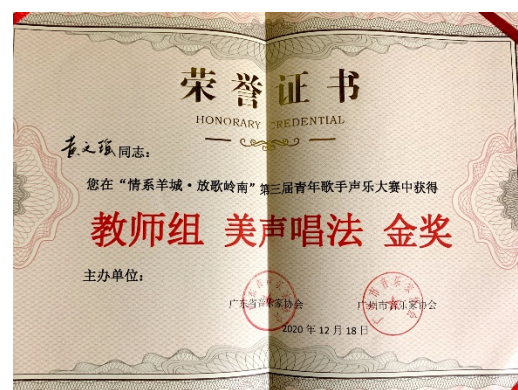 荣誉证书
HONORARY CREDENTIAL
黄文强同志：
您在“情系羊城·放歌岭南”第三届青年歌手声乐大赛中获得
教师组 美声唱法 金奖
主办单位：
广东省音乐家协会 广州市音乐家协会
2020年12月18日